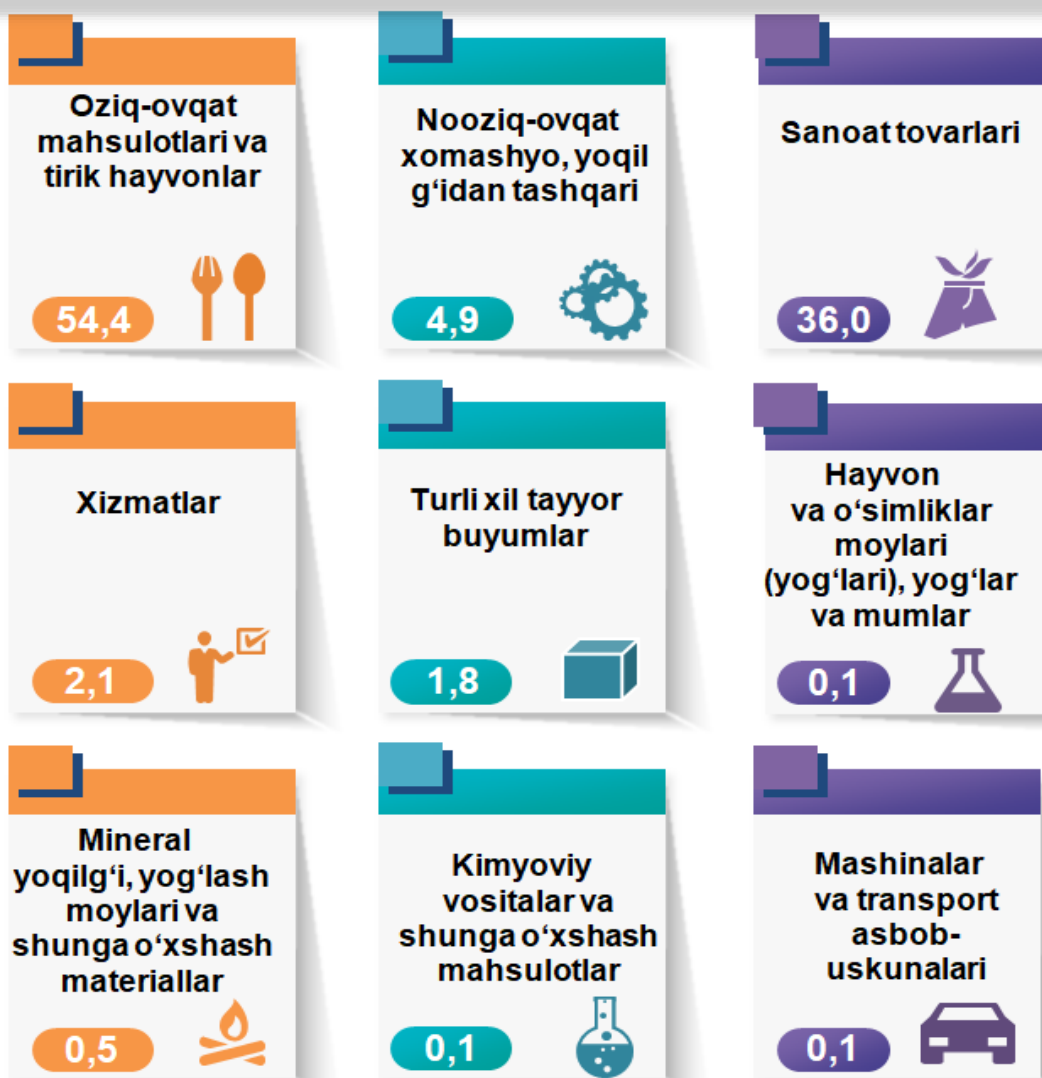 Oziq-ovqat
mahsulotlari va
tirik hayvonlar
54,4
Nooziq-ovqat
xomashyo, yoqil
g‘idan tashqari
4,9
Sanoat tovarlari
36,0
Xizmatlar
2,1
Turli xil tayyor
buyumlar
1,8
Hayvon
va o‘simliklar
moylari
(yog‘lari), yog‘lar
va mumlar
0,1
Mineral
yoqilg‘i, yog‘lash
moylari va
shunga o‘xshash
materiallar
0,5
Kimyoviy
vositalar va
shunga o‘xshash
mahsulotlar
0,1
Mashinalar
va transport
asbob-
uskunalari
0,1